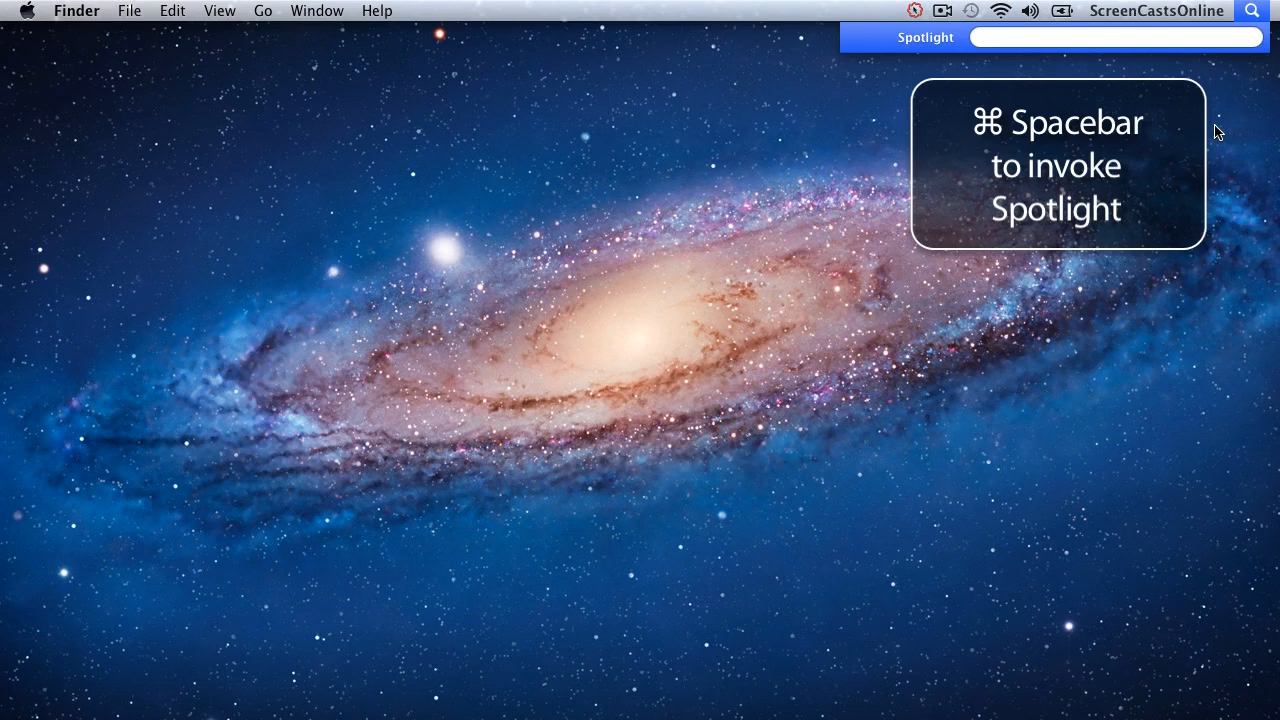 Finder File Edit View Go Window Help ScreenCastsOnline
Spotlight
⌘ Spacebar
to invoke
Spotlight